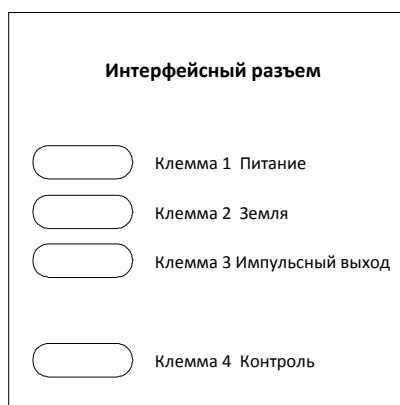 Интерфейсный разъем
Клемма 1 Питание
Клемма 2 Земля
Клемма 3 Импульсный выход
Клемма 4 Контроль